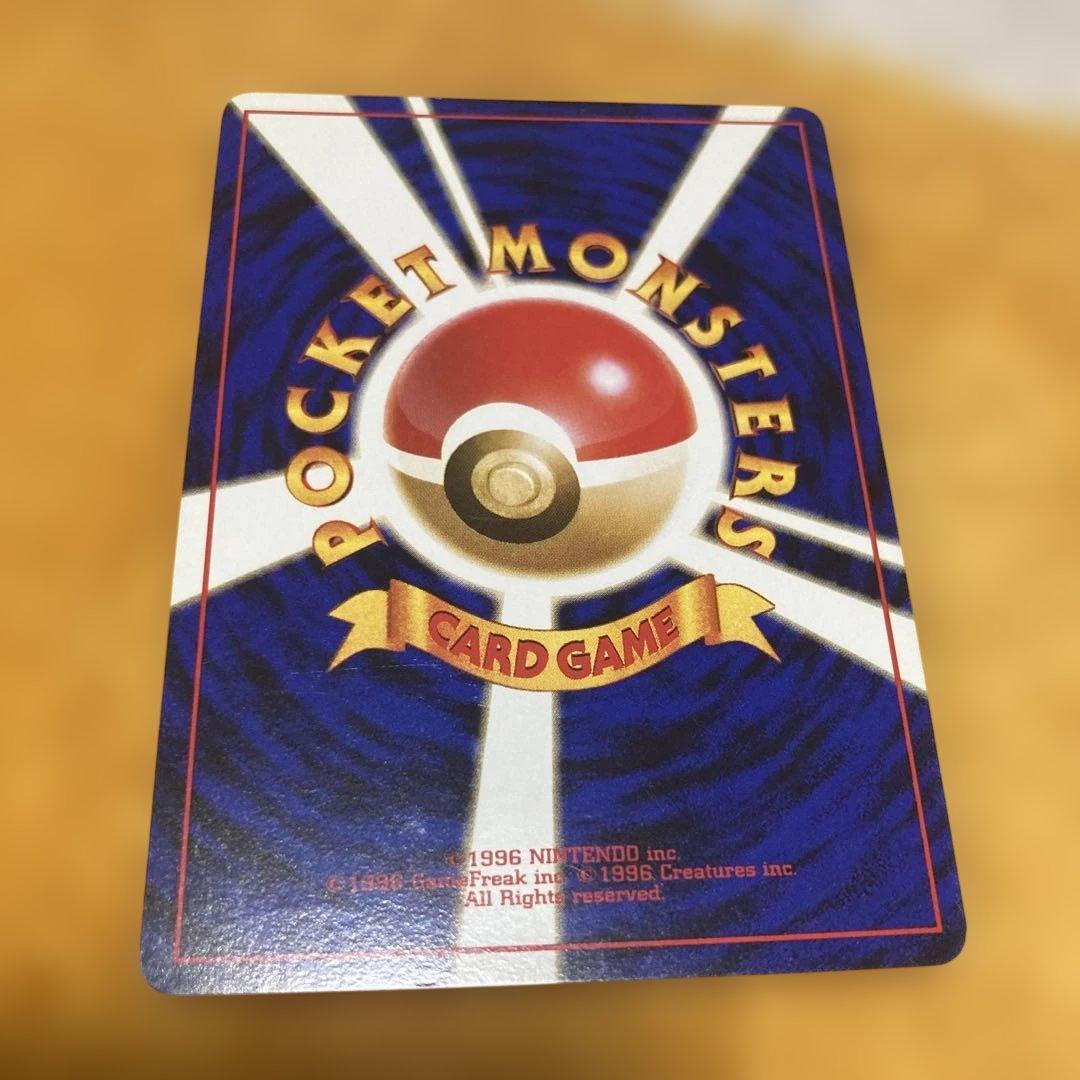 POCKET MONSTERS
CARD GAME
©1996 NINTENDO inc.
©1996 GameFreak inc. ©1996 Creatures inc.
All Rights reserved.